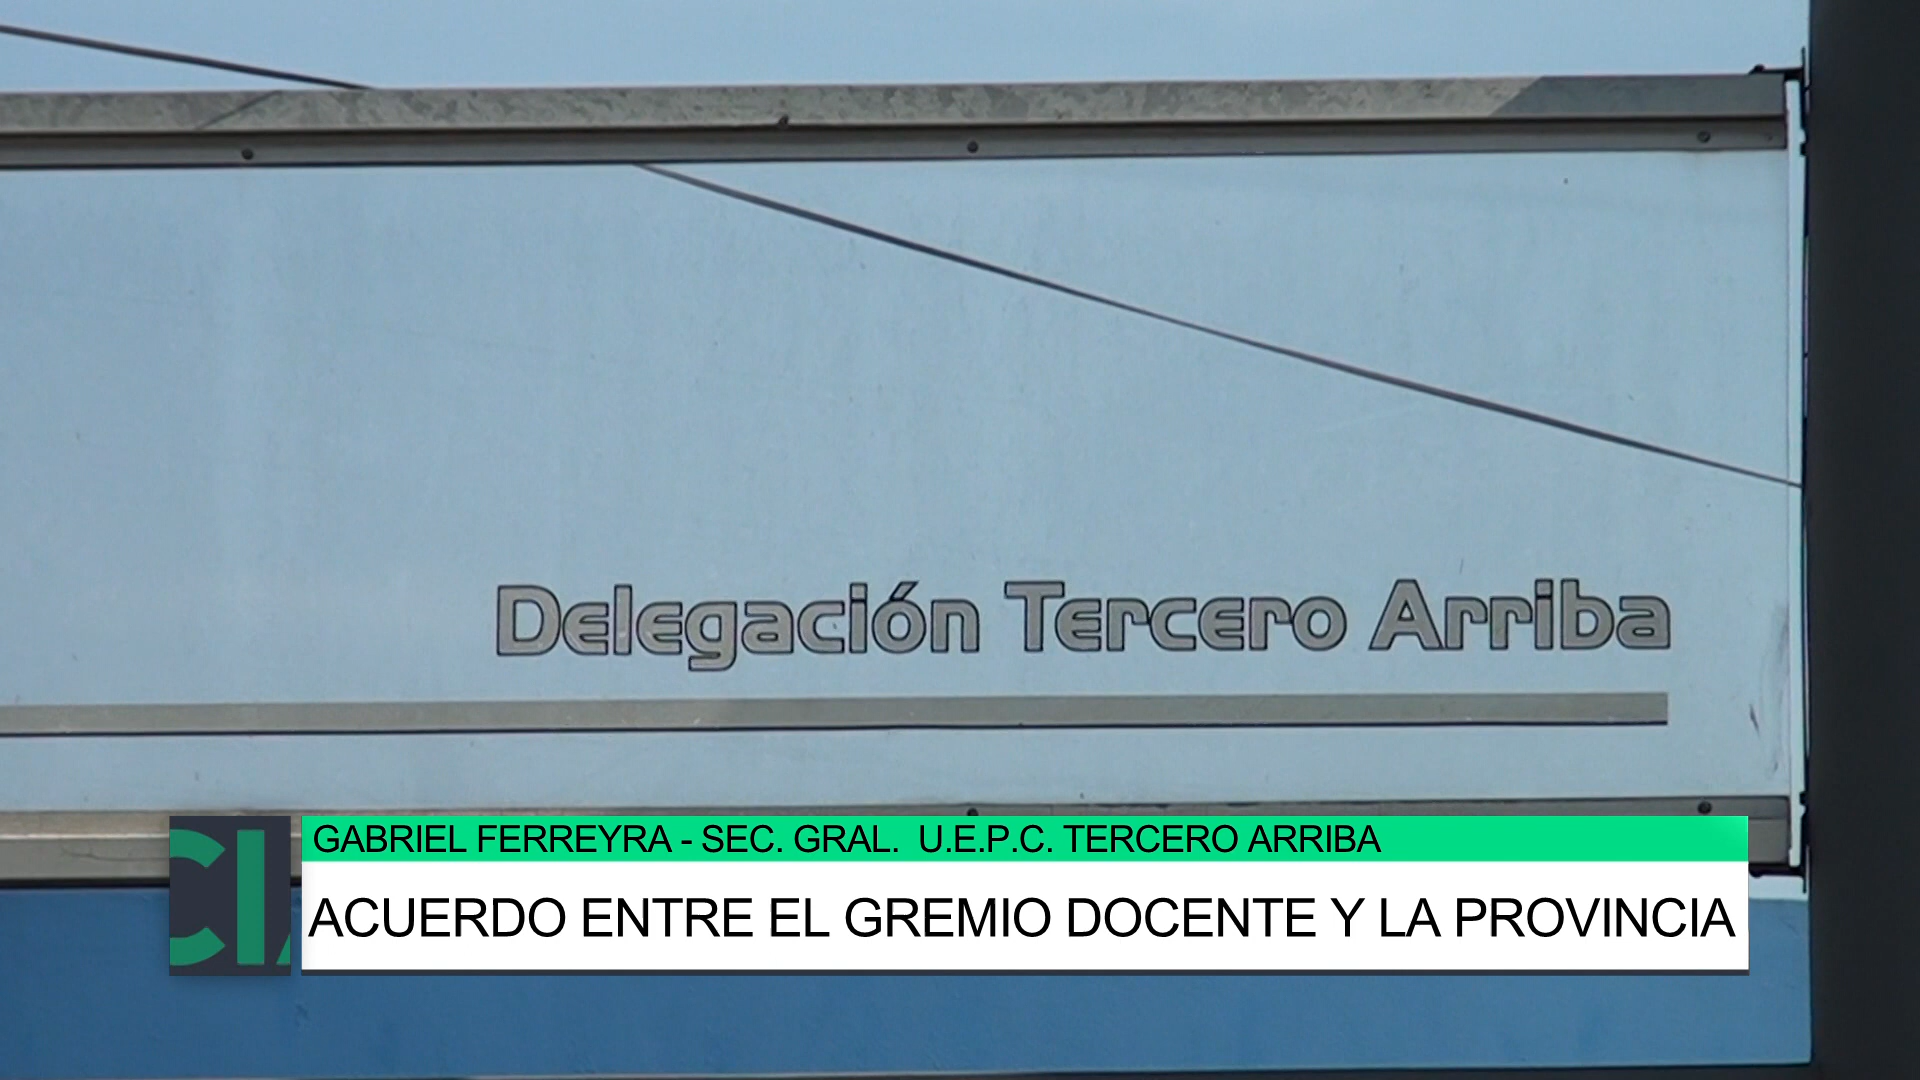 Delegación Tercero Arriba
GABRIEL FERREYRA - SEC. GRAL. U.E.P.C. TERCERO ARRIBA
ACUERDO ENTRE EL GREMIO DOCENTE Y LA PROVINCIA